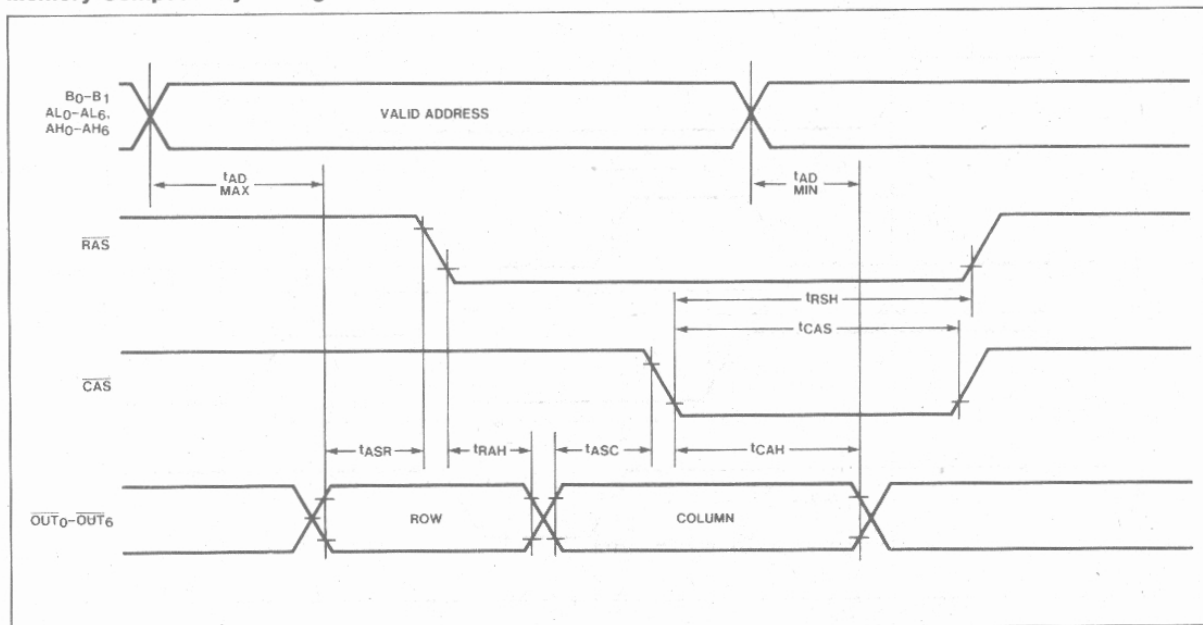 B0–B1
AL0–AL6,
AH0–AH6
VALID ADDRESS
tAD
MAX
tAD
MIN
RAS
tRSH
tCAS
CAS
tASR
tRAH
tASC
tCAH
OUT0–OUT6
ROW
COLUMN